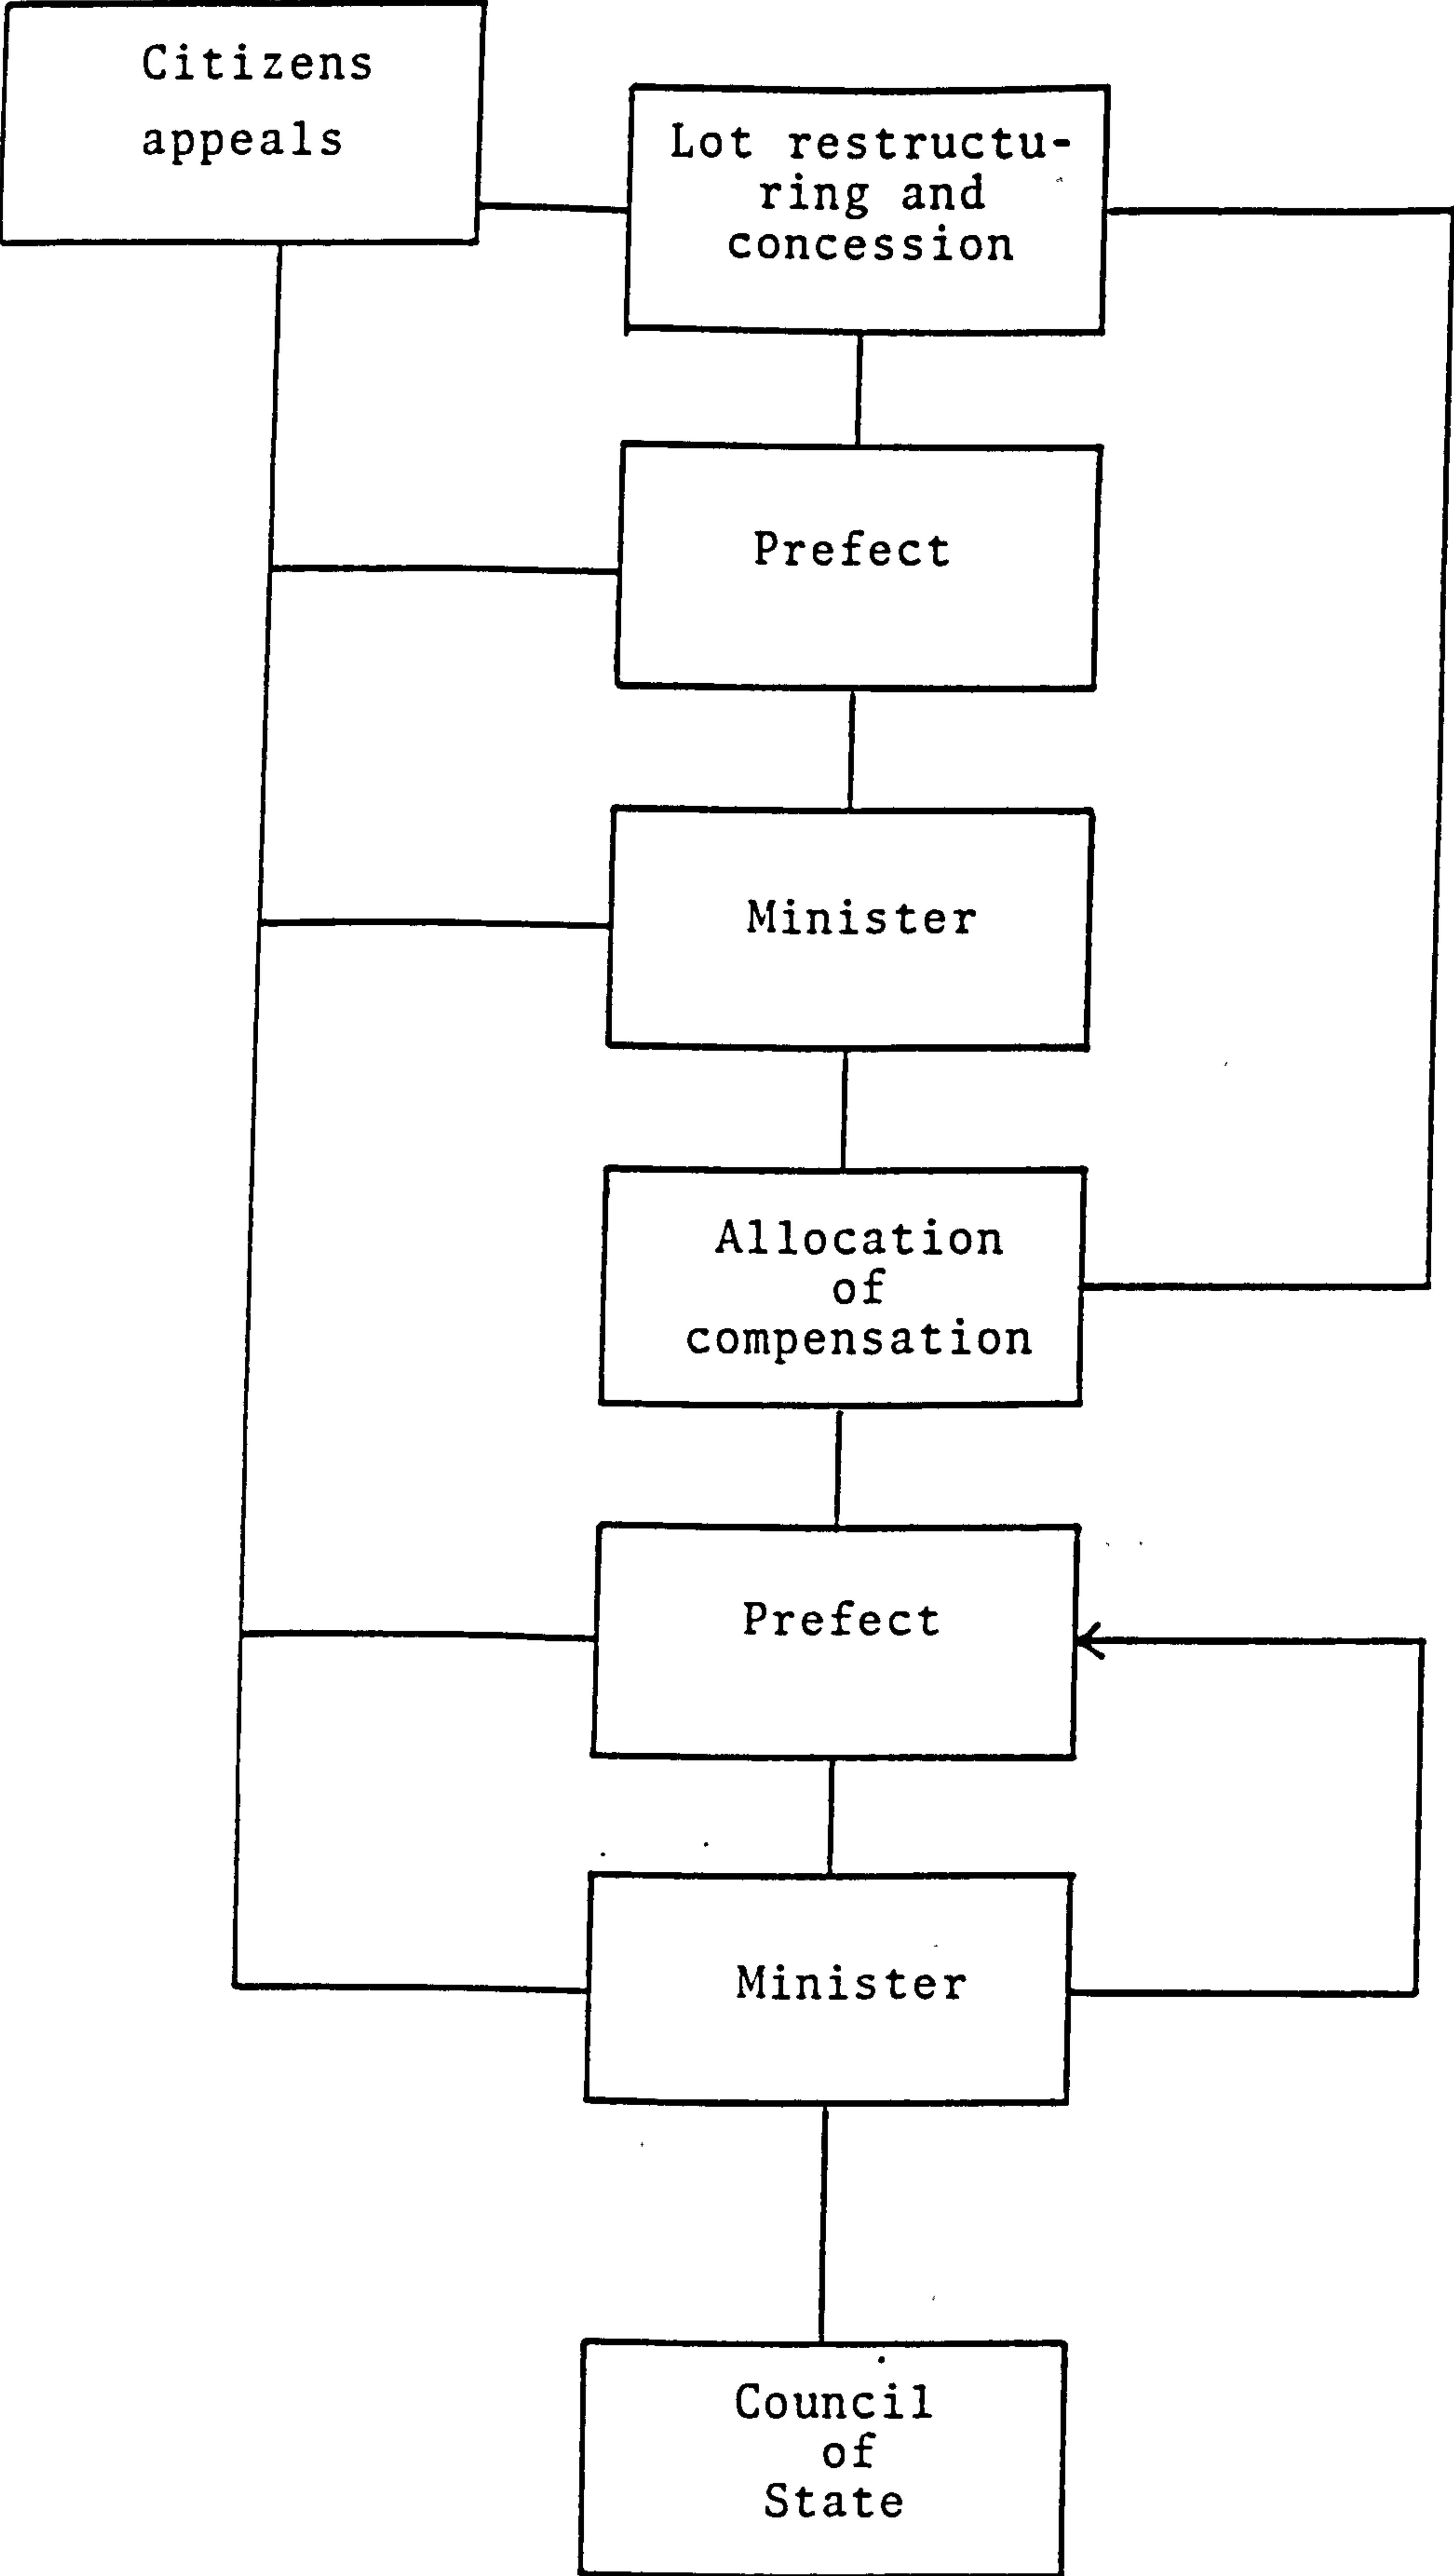 Citizens
appeals
Lot restructu-
ring and
concession
Prefect
Minister
Allocation
of
compensation
Prefect
Minister
Council
of
State